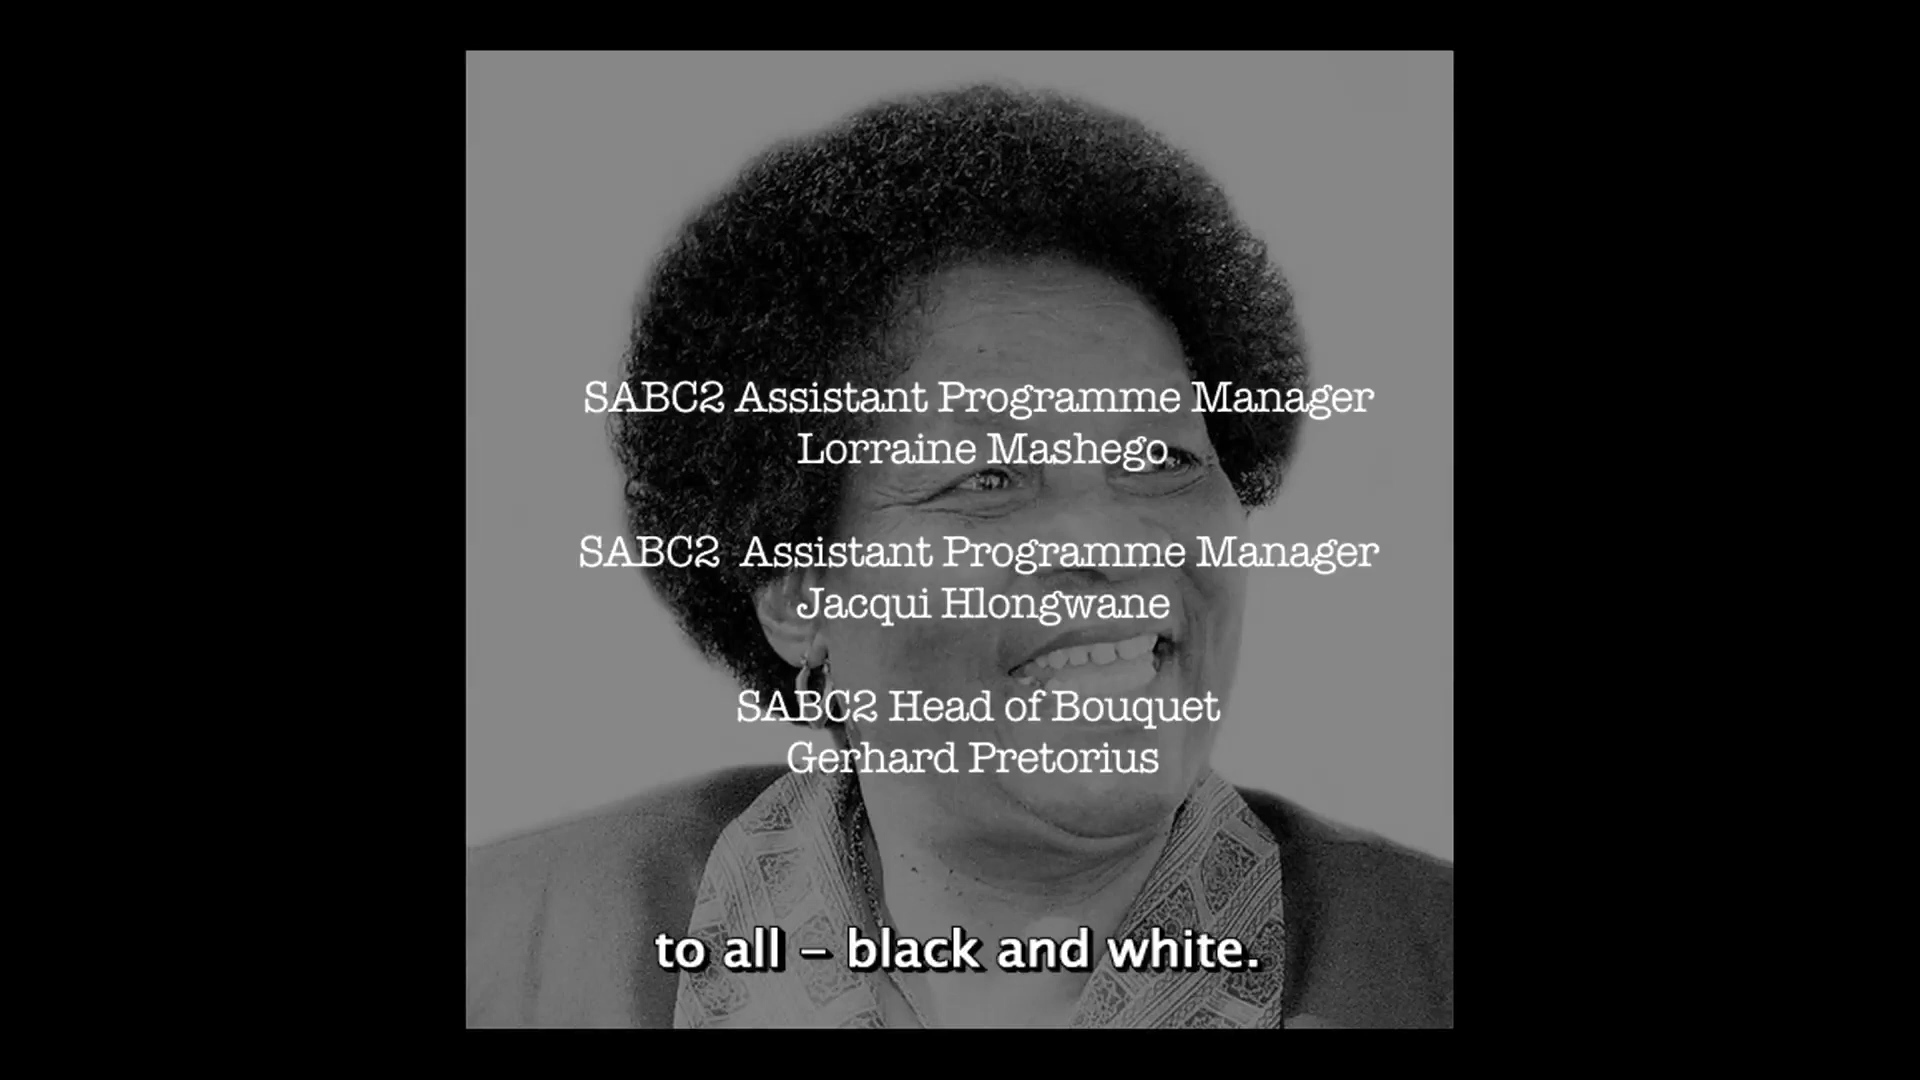 SABC2 Assistant Programme Manager
Lorraine Mashego
SABC2 Assistant Programme Manager
Jacqui Hlongwane
SABC2 Head of Bouquet
Gerhard Pretorius
to all – black and white.